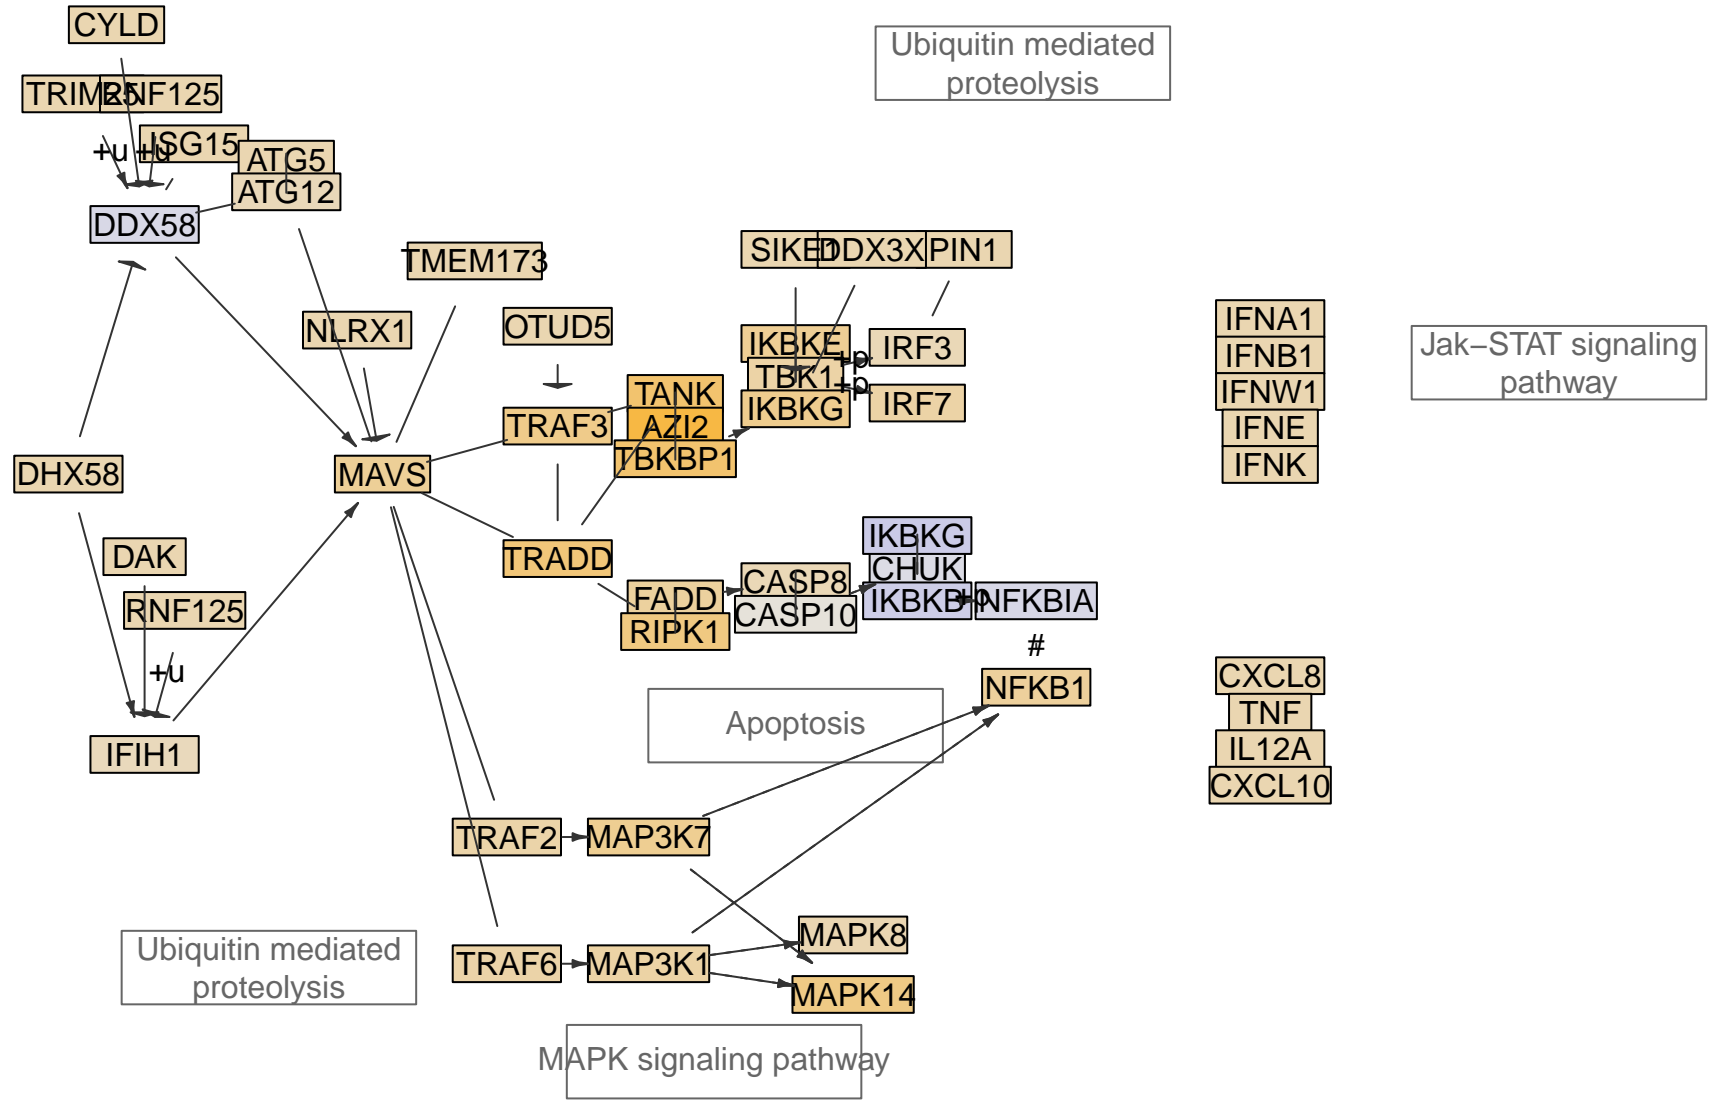 CYLD
Ubiquitin mediated
proteolysis
TRIM25
RNF125
+u
+u
ISG15
ATG5
ATG12
DDX58
TMEM173
SIKE1
DDX3X
PIN1
NLRX1
OTUD5
IKBKE
TBK1
IKBKG
+p
+p
IRF3
IRF7
IFNA1
IFNB1
IFNW1
IFNE
IFNK
Jak−STAT signaling
pathway
TRAF3
TANK
AZI2
TBKBP1
DHX58
MAVS
DAK
RNF125
+u
IFIH1
TRADD
FADD
RIPK1
CASP8
CASP10
IKBKG
CHUK
IKBKB
+p
NFKBIA
#
NFKB1
Apoptosis
CXCL8
TNF
IL12A
CXCL10
TRAF2
MAP3K7
TRAF6
MAP3K1
MAPK8
MAPK14
Ubiquitin mediated
proteolysis
MAPK signaling pathway